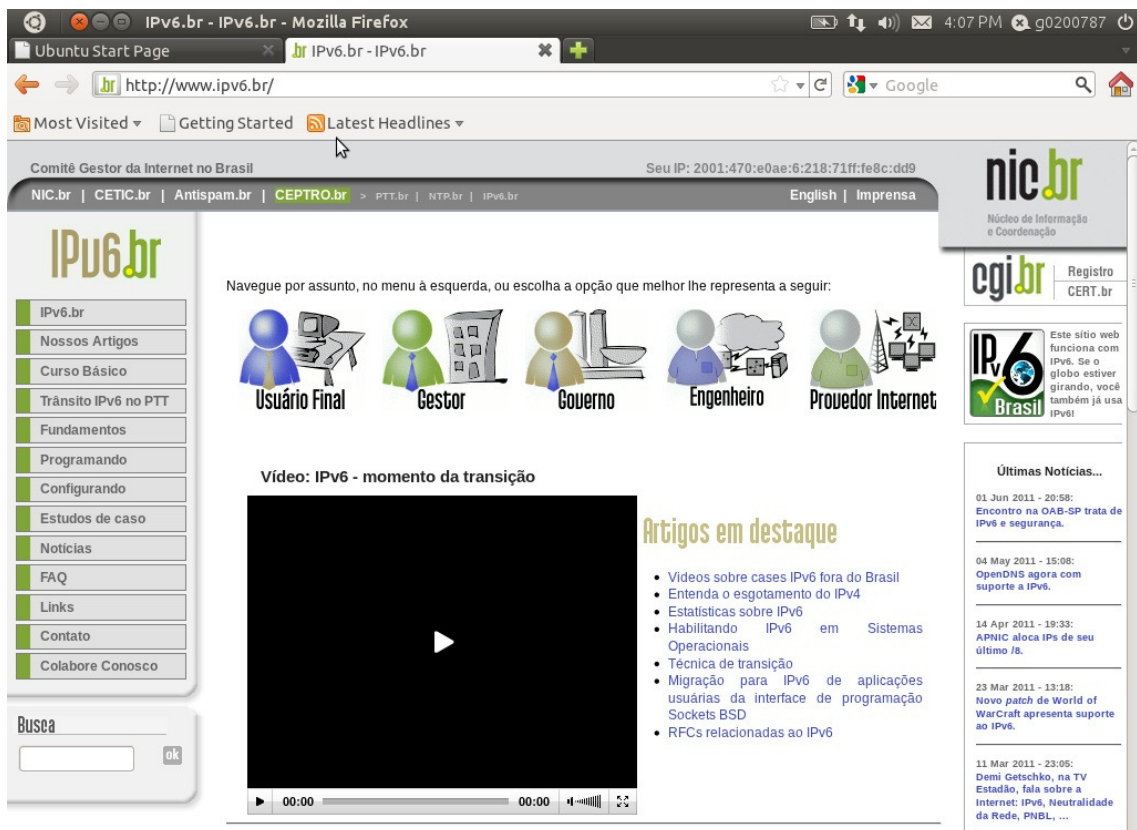 IPv6.br - IPv6.br - Mozilla Firefox
4:07 PM g0200787
Ubuntu Start Page
.br IPv6.br - IPv6.br
.br http://www.ipv6.br/
Google
Most Visited
Getting Started
Latest Headlines
Comitê Gestor da Internet no Brasil
Seu IP: 2001:470:e0ae:6:218:71ff:fe8c:dd9
NIC.br | CETIC.br | Antispam.br | CEPTRO.br > PTT.br | NTP.br | IPv6.br
English | Imprensa
nic.br
Núcleo de Informação
e Coordenação
IPv6.br
IPv6.br
Nossos Artigos
Curso Básico
Trânsito IPv6 no PTT
Fundamentos
Programando
Configurando
Estudos de caso
Notícias
FAQ
Links
Contato
Colabore Conosco
Busca
ok
Navegue por assunto, no menu à esquerda, ou escolha a opção que melhor lhe representa a seguir:
Usuário Final
Gestor
Governo
Engenheiro
Provedor Internet
Vídeo: IPv6 - momento da transição
00:00
00:00
Artigos em destaque
Videos sobre cases IPv6 fora do Brasil
Entenda o esgotamento do IPv4
Estatísticas sobre IPv6
Habilitando IPv6 em Sistemas
Operacionais
Técnica de transição
Migração para IPv6 de aplicações
usuárias da interface de programação
Sockets BSD
RFCs relacionadas ao IPv6
cgi.br
Registro
CERT.br
IPv6
Brasil
Este sítio web
funciona com
IPv6. Se o
globo estiver
girando, você
também já usa
IPv6!
Últimas Notícias...
01 Jun 2011 - 20:58:
Encontro na OAB-SP trata de
IPv6 e segurança.
04 May 2011 - 15:08:
OpenDNS agora com
suporte a IPv6.
14 Apr 2011 - 19:33:
APNIC aloca IPs de seu
último /8.
23 Mar 2011 - 13:18:
Novo patch de World of
WarCraft apresenta suporte
ao IPv6.
11 Mar 2011 - 23:05:
Demi Getschko, na TV
Estadão, fala sobre a
Internet: IPv6, Neutralidade
da Rede, PNBL, ...